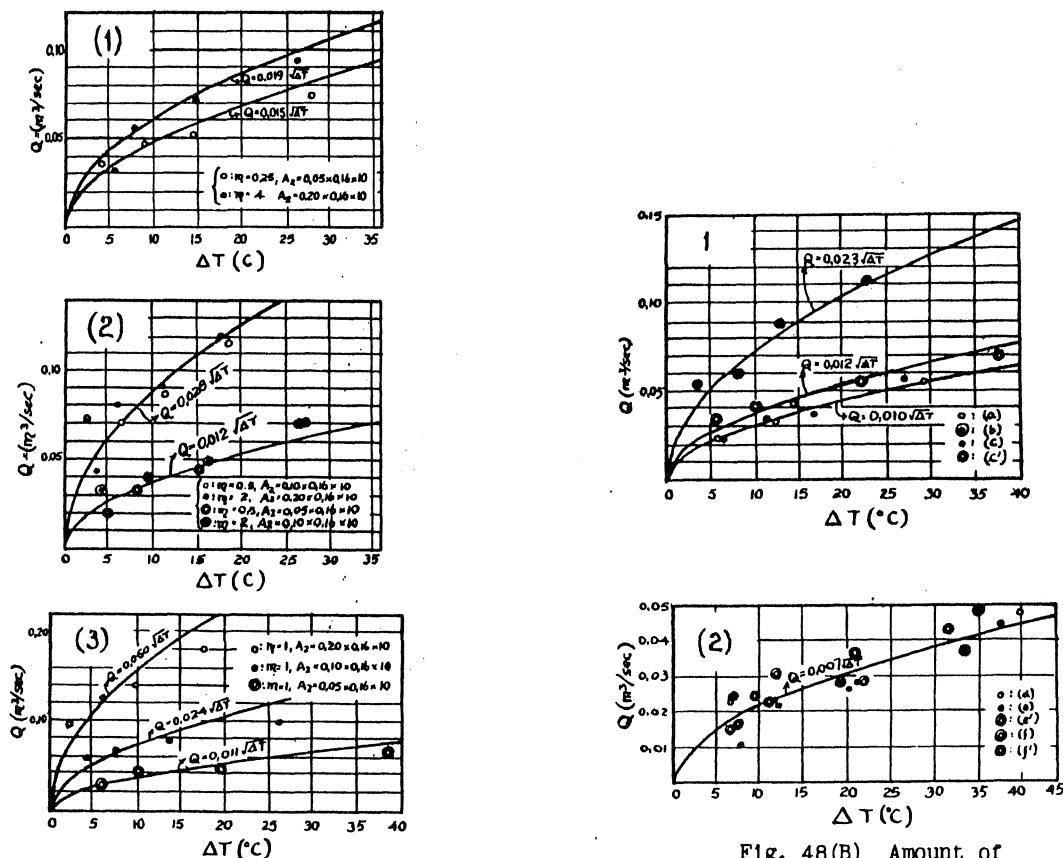 (1)
0,10
0,05
Q=(m³/sec)
Q=0,019√ΔT
Q=0,015√ΔT
○:m=0,25, A₂=0,05×0,16×10
•:m=4 A₂=0,20×0,16×10
0 5 10 15 20 25 30 35
ΔT (C)
(2)
0,10
0,05
Q=(m³/sec)
Q=0,028√ΔT
Q=0,012√ΔT
A₂=0,10×0,16×10
•:m=2, A₂=0,20×0,16×10
A₂=0,05×0,16×10
:m=2, A₂=0,10×0,16×10
0 5 10 15 20 25 30 35
ΔT (C)
(3)
0,20
0,10
Q (m³/sec)
Q=0,060√ΔT
Q=0,024√ΔT
Q=0,011√ΔT
○:m=1, A₂=0,20×0,16×10
•:m=1, A₂=0,10×0,16×10
◎:m=1, A₂=0,05×0,16×10
0 5 10 15 20 25 30 35 40
ΔT (°C)
1
0,15
0,10
0,05
Q (m³/sec)
Q=0,023√ΔT
Q=0,012√ΔT
Q=0,010√ΔT
○: (a)
: (b)
•: (c)
◎: (c')
0 5 10 15 20 25 30 35 40
ΔT (°C)
(2)
0.05
0.04
0.03
0.02
0,01
Q (m³/sec)
Q=0,007√ΔT
○: (d)
•: (e)
: (e')
: (f)
: (f')
0 5 10 15 20 25 30 35 40 45
ΔT (°C)
Fig. 48(B) Amount of